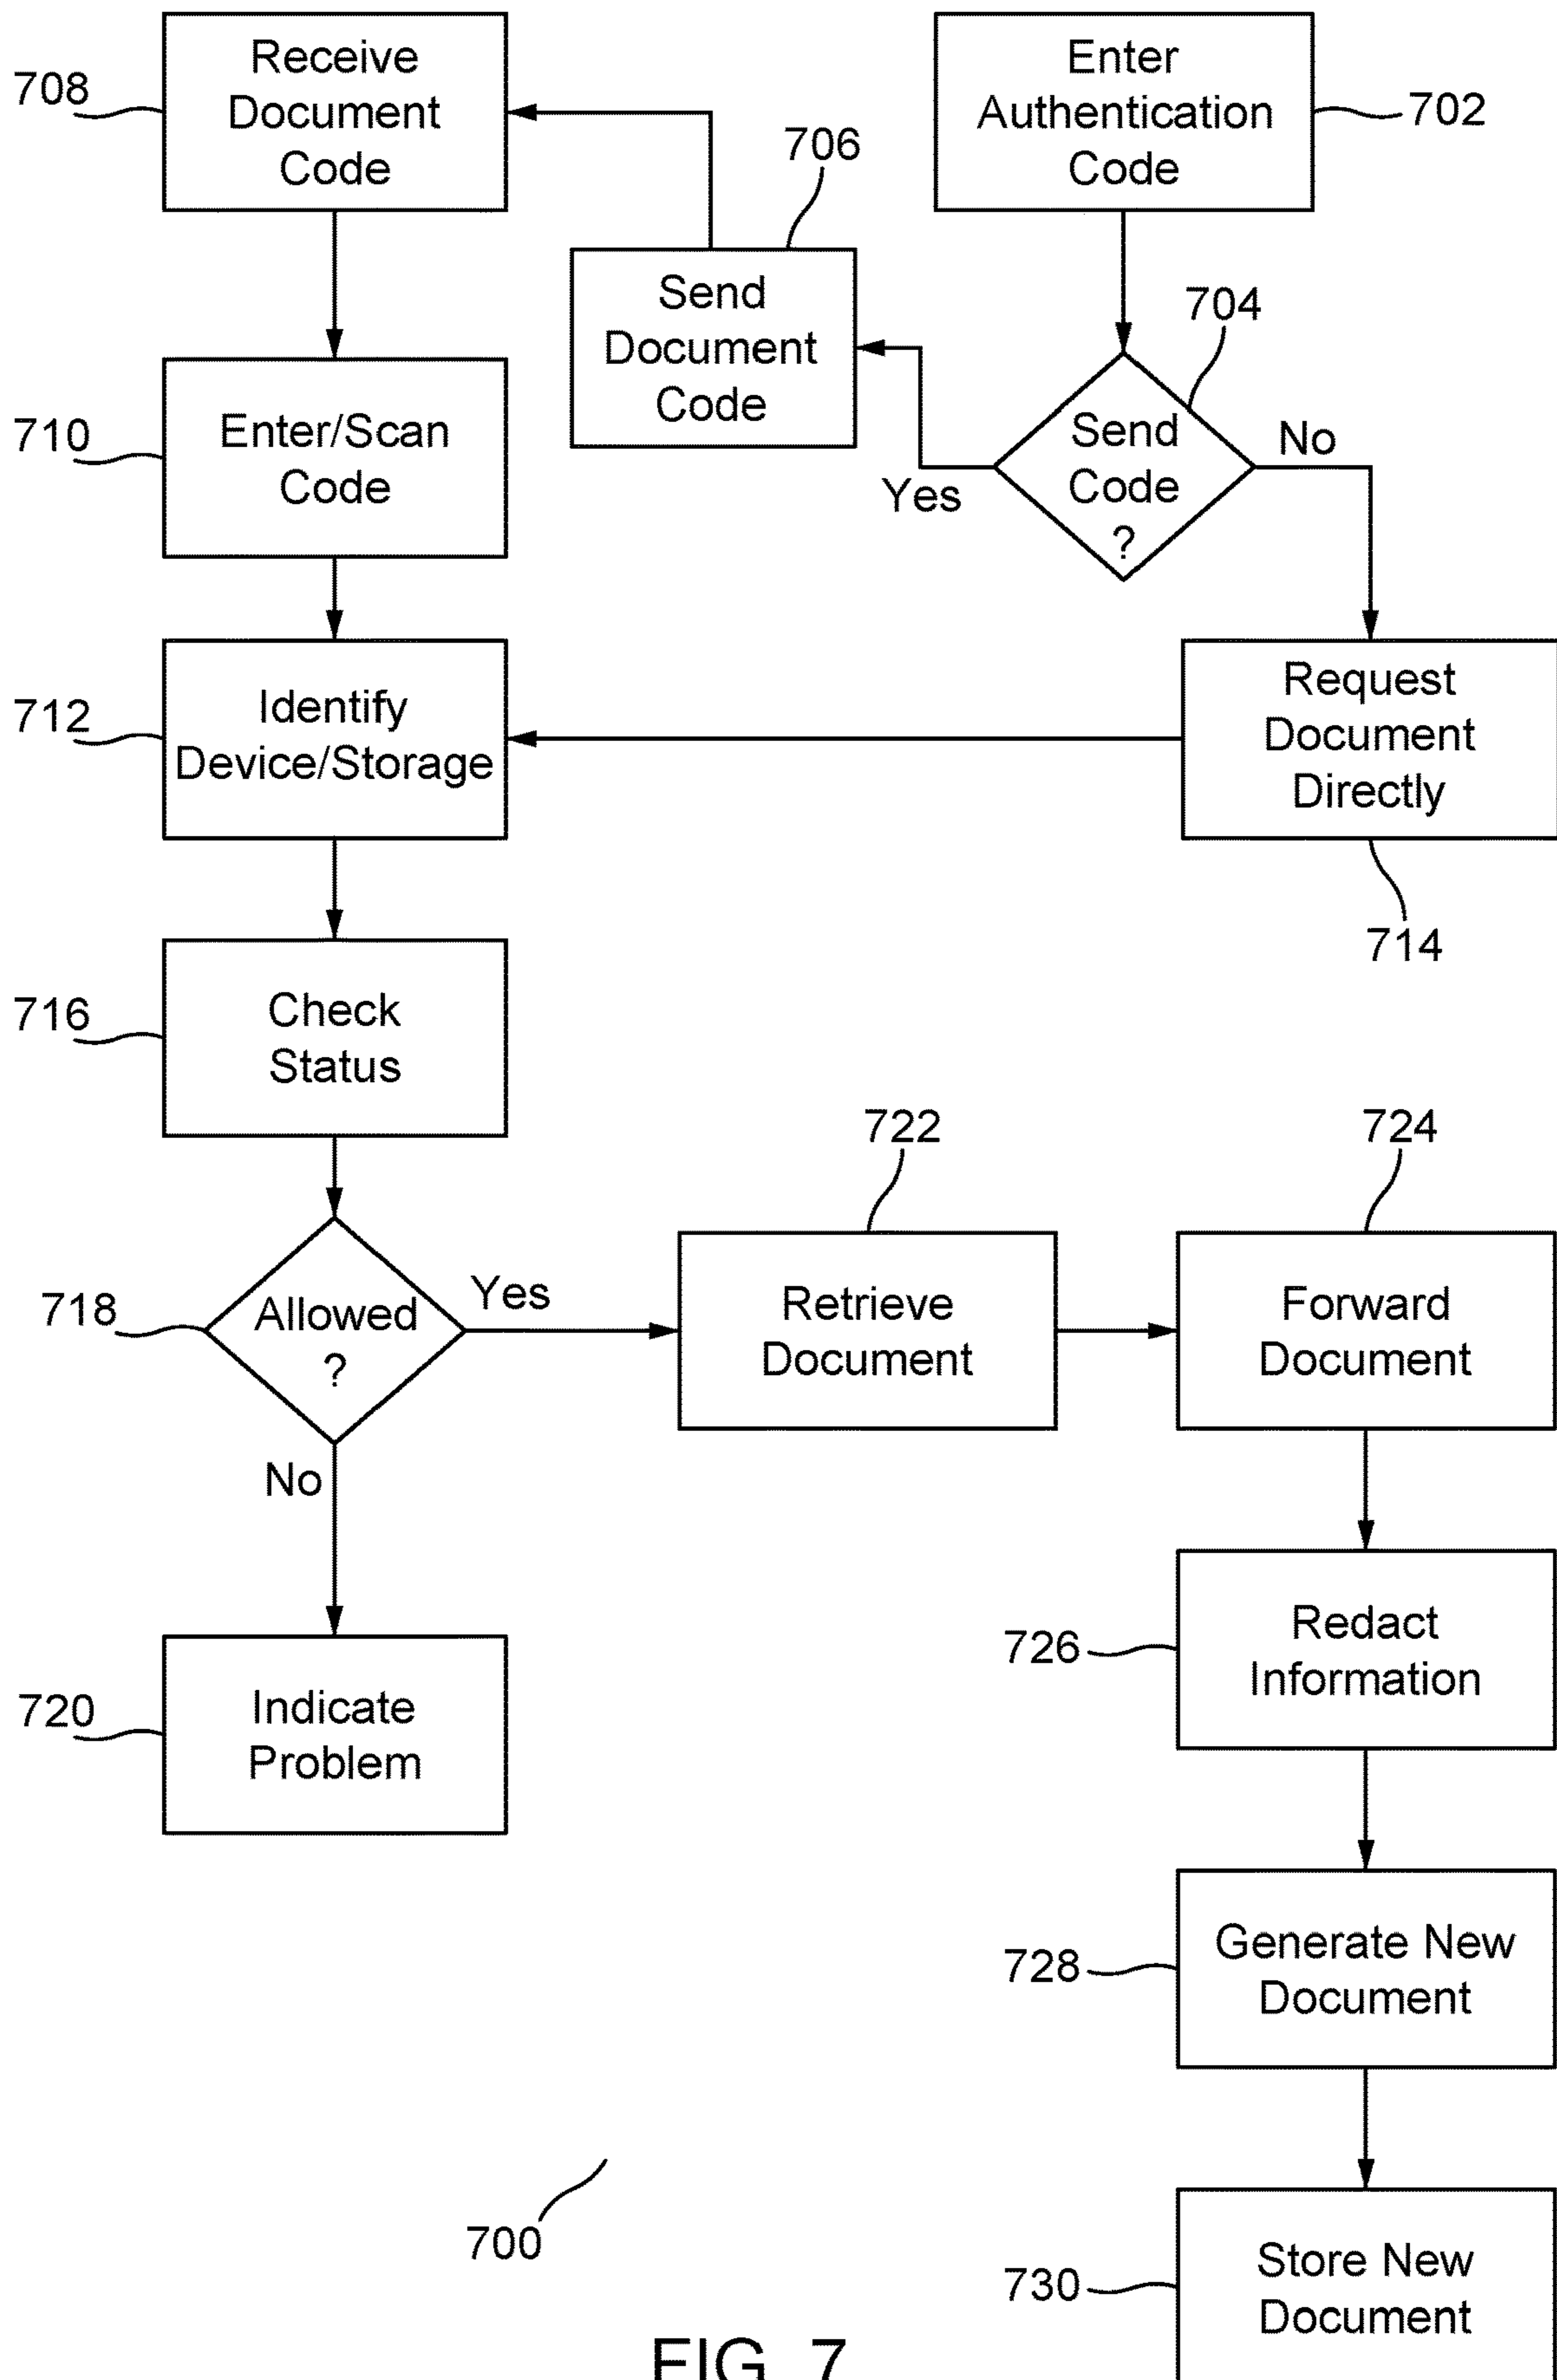 Receive
Document
Code
708
Enter
Authentication
Code
702
706
Send
Document
Code
704
Send
Code
?
Yes
No
710
Enter/Scan
Code
712
Identify
Device/Storage
Request
Document
Directly
714
716
Check
Status
718
Allowed
?
Yes
No
722
Retrieve
Document
724
Forward
Document
720
Indicate
Problem
726
Redact
Information
728
Generate New
Document
730
Store New
Document
700
FIG. 7